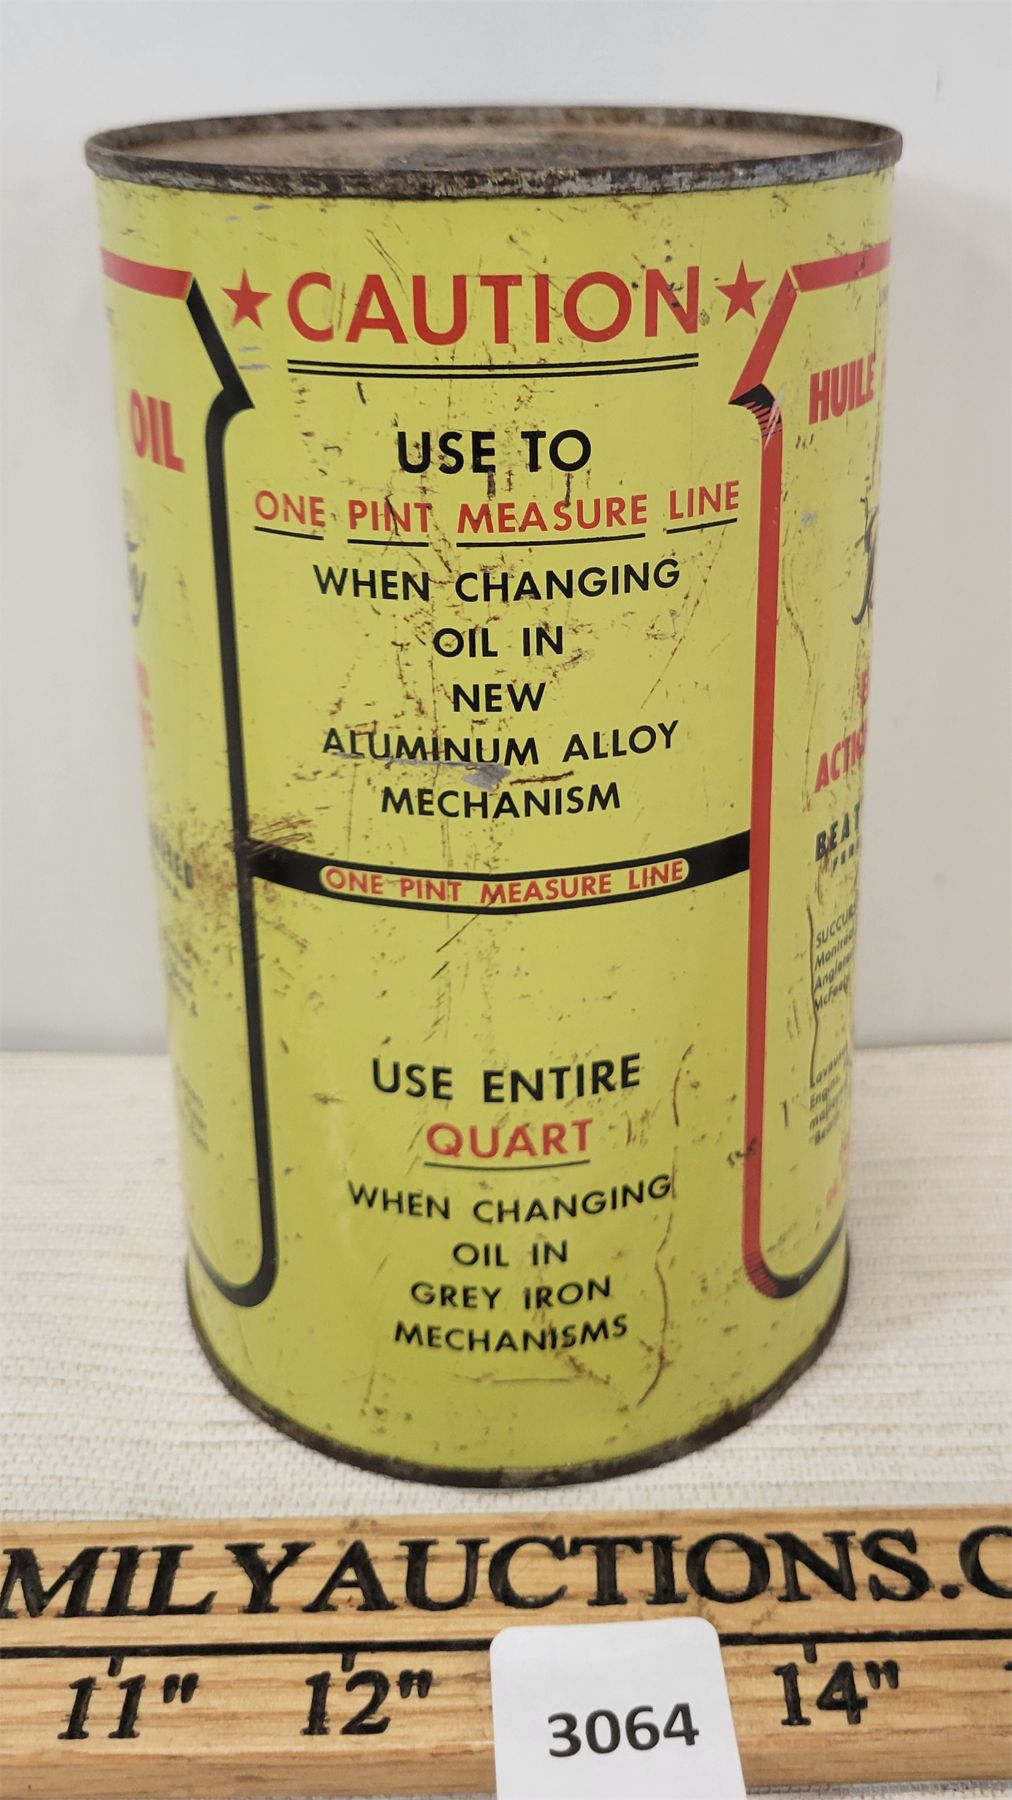 CAUTION
USE TO
ONE PINT MEASURE LINE
WHEN CHANGING
OIL IN
NEW
ALUMINUM ALLOY
MECHANISM
ONE PINT MEASURE LINE
USE ENTIRE
QUART
WHEN CHANGING
OIL IN
GREY IRON
MECHANISMS
OIL
HUILE
MILYAUCTIONS.C
11" 12" 14"
3064